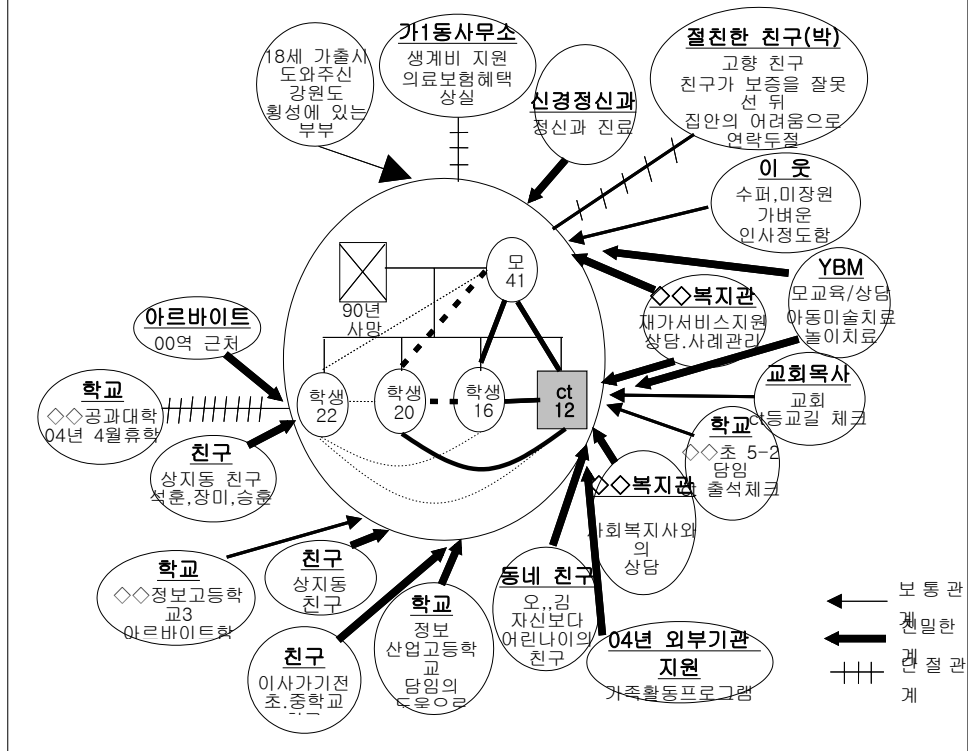 18세 가출시
도와주신
강원도
횡성에 있는
부부
가1동사무소
생계비 지원
의료보험혜택
상실
신경정신과
정신과 진료
절친한 친구(박)
고향 친구
친구가 보증을 잘못
선 뒤
집안의 어려움으로
연락두절
이 웃
수퍼,미장원
가벼운
인사정도함
YBM
모교육/상담
아동미술치료
놀이치료
◇◇복지관
재가서비스지원
상담.사례관리
교회목사
교회
ct등교길 체크
학교
◇◇초 5-2
담임
ct 출석체크
◇◇복지관
사회복지사와
의
상담
모
41
90년
사망
학생
22
학생
20
학생
16
ct
12
아르바이트
00역 근처
학교
◇◇공과대학
04년 4월휴학
친구
상지동 친구
석훈,장미,승훈
학교
◇◇정보고등학
교3
아르바이트학
친구
상지동
친구
친구
이사가기전
초.중학교
학교
정보
산업고등학
교
담임의
도움으로
동네 친구
오,,김
자신보다
어린나이의
친구
04년 외부기관
지원
가족활동프로그램
보 통 관
계
친밀한
계
단 절 관
계